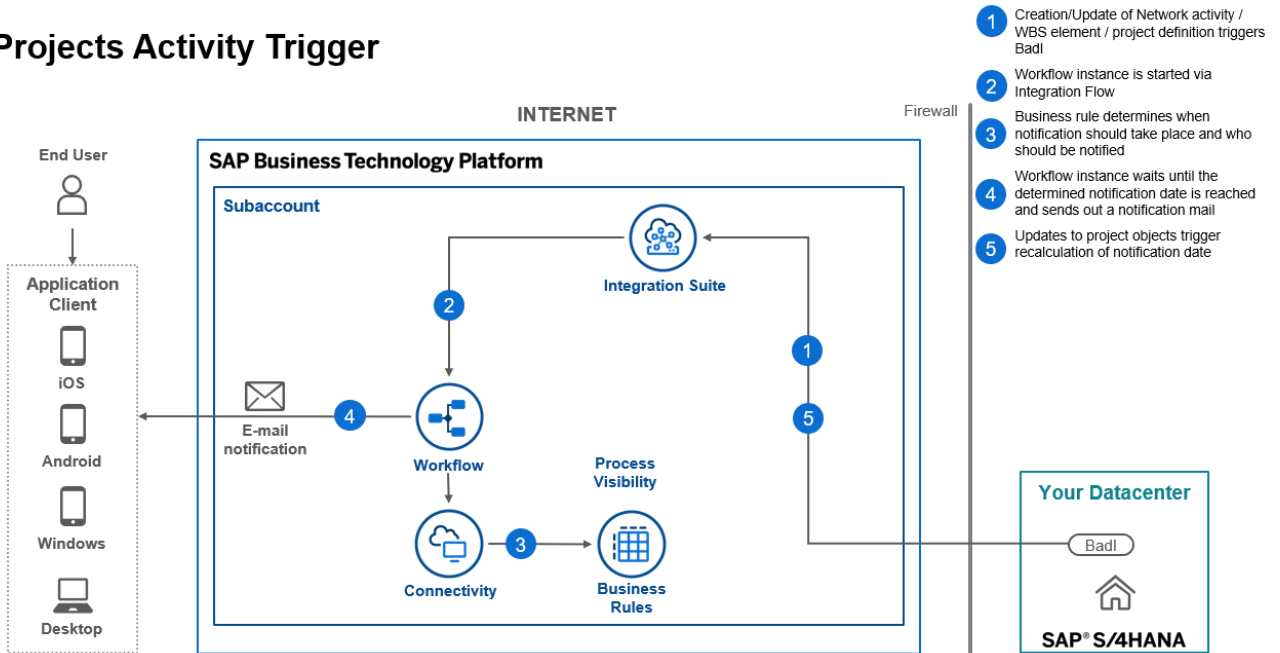 Projects Activity Trigger
1
Creation/Update of Network activity /
WBS element / project definition triggers
BadI
2
Workflow instance is started via
Integration Flow
3
Business rule determines when
notification should take place and who
should be notified
4
Workflow instance waits until the
determined notification date is reached
and sends out a notification mail
5
Updates to project objects trigger
recalculation of notification date
INTERNET
Firewall
End User
SAP Business Technology Platform
Subaccount
Application
Client
iOS
Android
Windows
Desktop
Integration Suite
2
1
5
4
E-mail
notification
Workflow
Process
Visibility
3
Connectivity
Business
Rules
Your Datacenter
BadI
SAP® S/4HANA